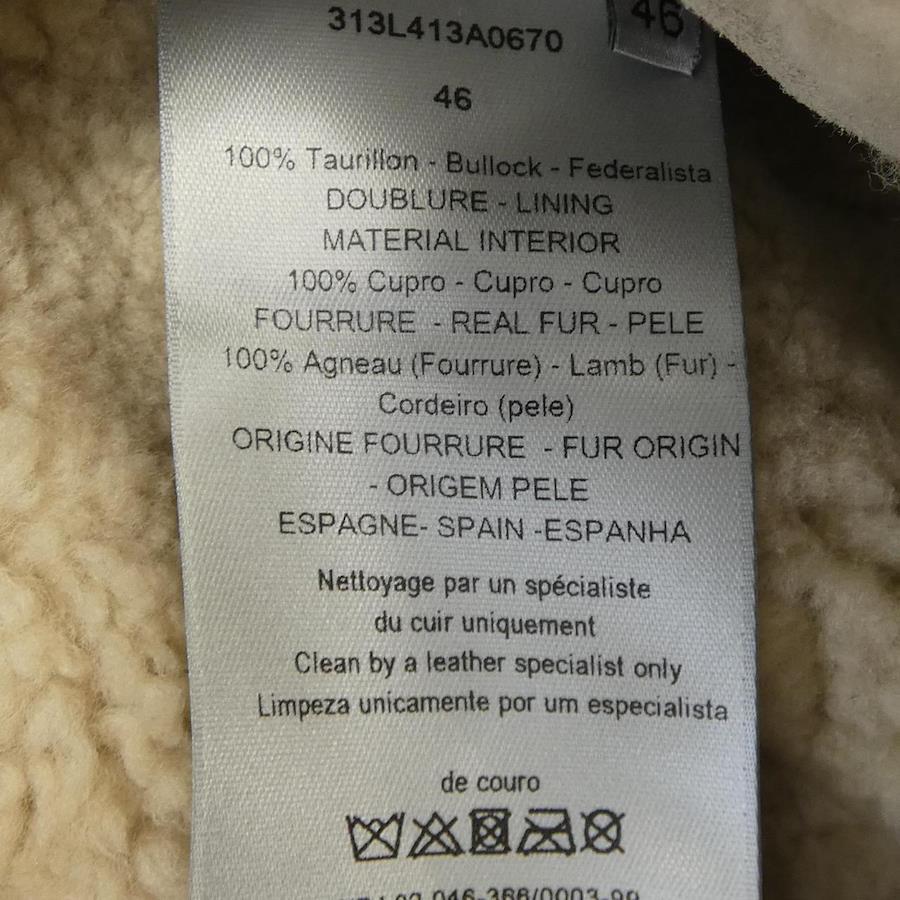 313L413A0670
46
46
100% Taurillon - Bullock - Federalista
DOUBLURE - LINING
MATERIAL INTERIOR
100% Cupro - Cupro - Cupro
FOURRURE - REAL FUR - PELE
100% Agneau (Fourrure) - Lamb (Fur) -
Cordeiro (pele)
ORIGINE FOURRURE - FUR ORIGIN
- ORIGEM PELE
ESPAGNE- SPAIN -ESPANHA
Nettoyage par un spécialiste
du cuir uniquement
Clean by a leather specialist only
Limpeza unicamente por um especialista
de couro